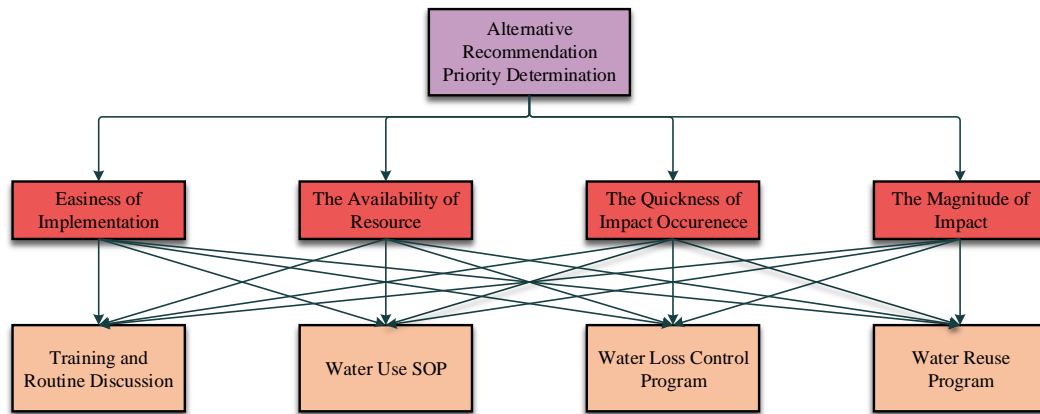 Alternative
Recommendation
Priority Determination
Easiness of
Implementation
The Availability of
Resource
The Quickness of
Impact Occurenece
The Magnitude of
Impact
Training and
Routine Discussion
Water Use SOP
Water Loss Control
Program
Water Reuse
Program